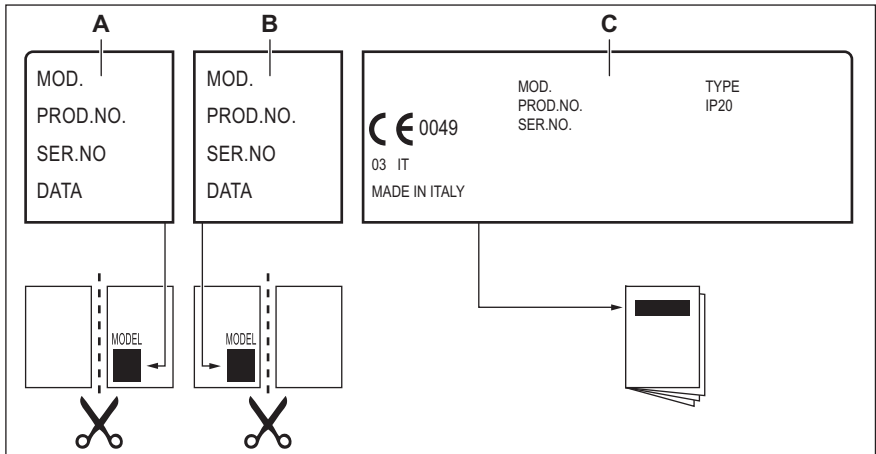 A
B
C
MOD.
PROD.NO.
SER.NO
DATA
MOD.
PROD.NO.
SER.NO
DATA
MOD.
PROD.NO.
SER.NO.
TYPE
IP20
CE 0049
03 IT
MADE IN ITALY
MODEL
MODEL